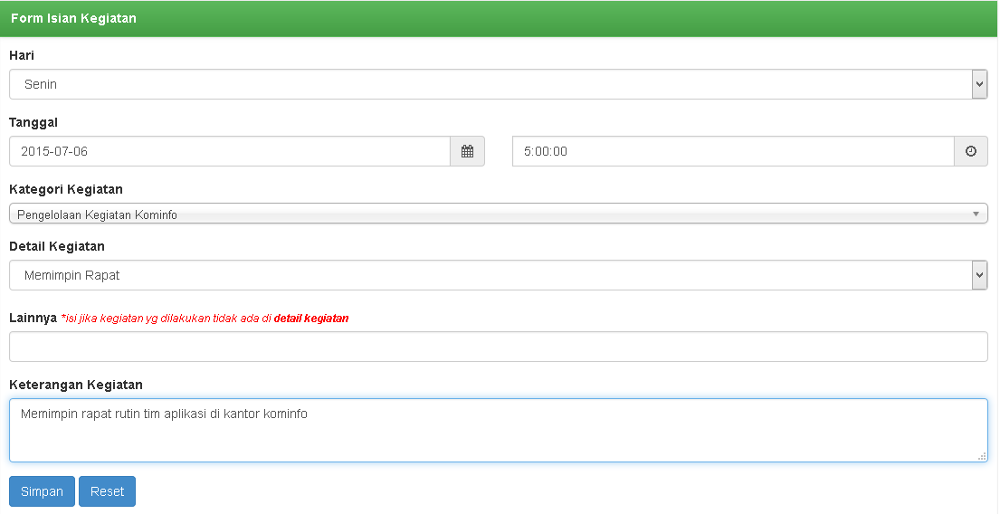 Form Isian Kegiatan
Hari
Senin
Tanggal
2015-07-06 5:00:00
Kategori Kegiatan
Pengelolaan Kegiatan Kominfo
Detail Kegiatan
Memimpin Rapat
Lainnya *isi jika kegiatan yg dilakukan tidak ada di detail kegiatan
Keterangan Kegiatan
Memimpin rapat rutin tim aplikasi di kantor kominfo
Simpan Reset